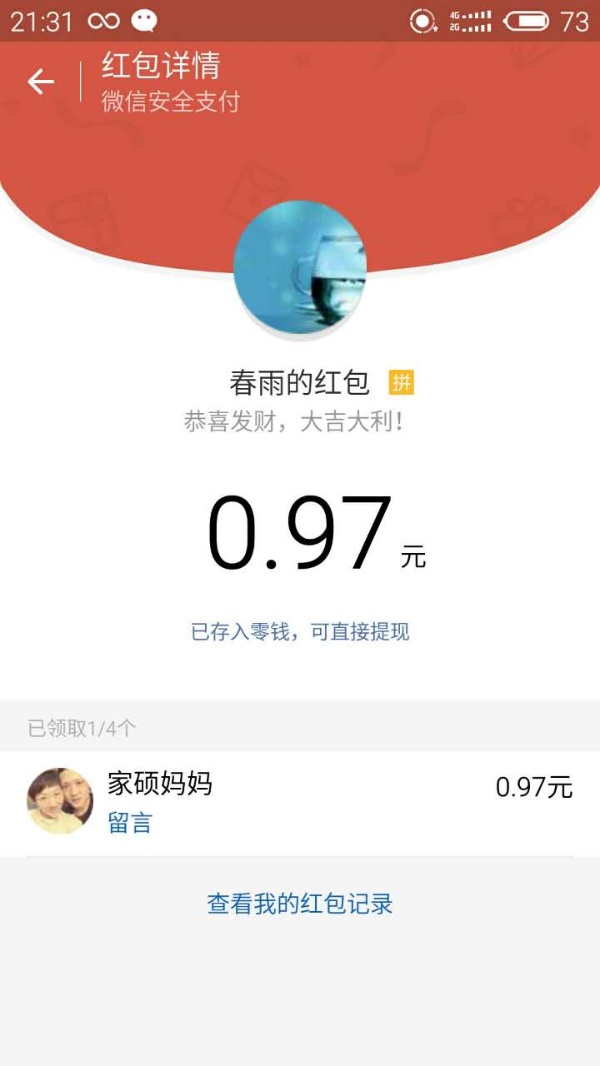 21:31 4G 2G 73
红包详情
微信安全支付
春雨的红包 拼
恭喜发财，大吉大利！
0.97元
已存入零钱，可直接提现
已领取1/4个
家硕妈妈 0.97元
留言
查看我的红包记录